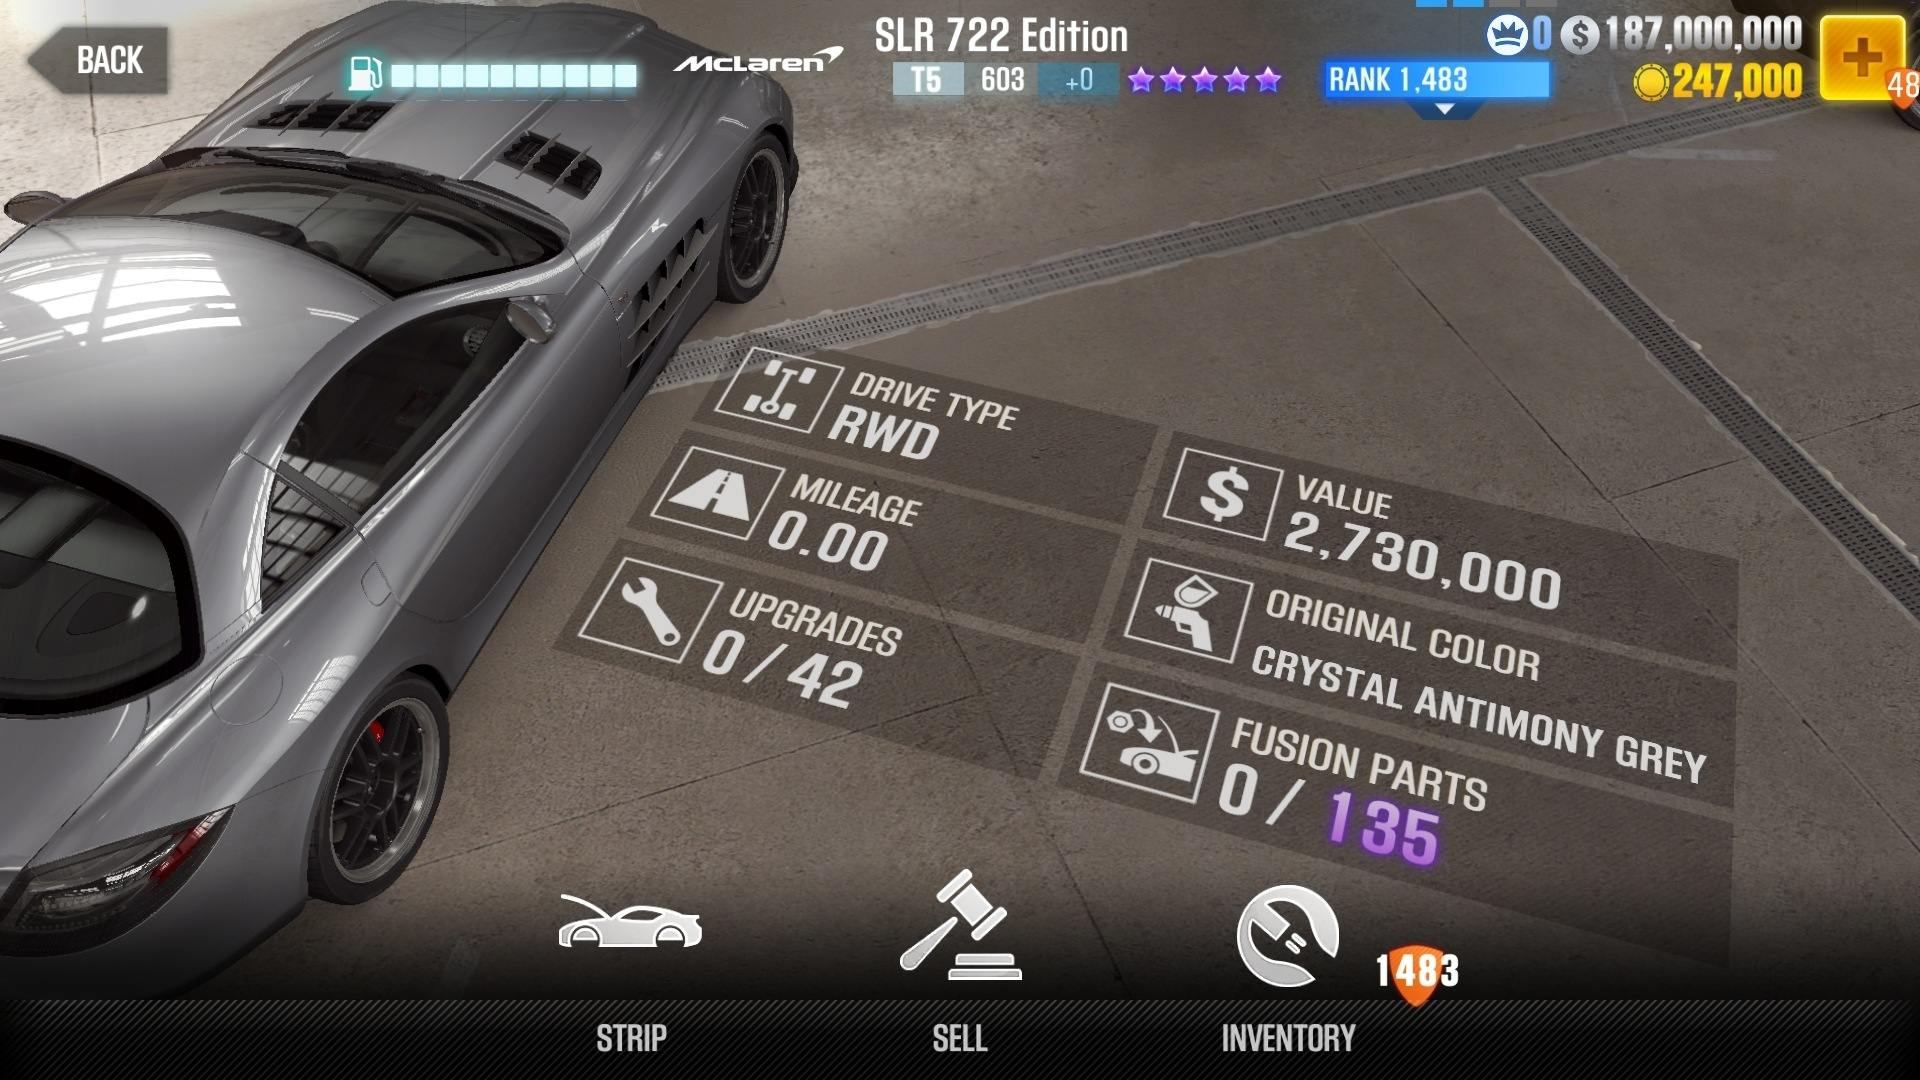 BACK
McLaren
SLR 722 Edition
T5 603 +0
RANK 1,483
0 $ 187,000,000
247,000
+
48
DRIVE TYPE
RWD
MILEAGE
0.00
UPGRADES
0 / 42
$ VALUE
2,730,000
ORIGINAL COLOR
CRYSTAL ANTIMONY GREY
FUSION PARTS
0 / 135
1483
STRIP
SELL
INVENTORY